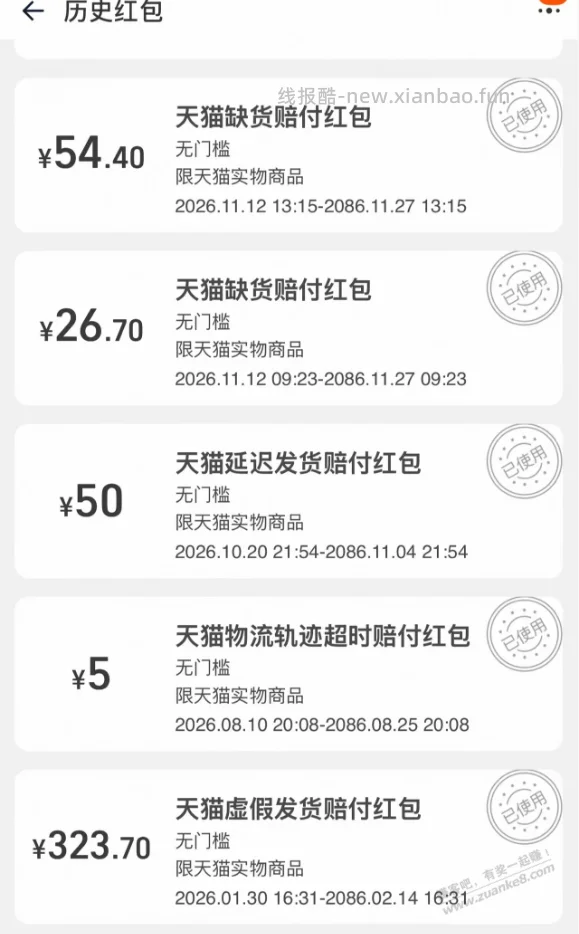 历史红包
线报酷-new.xianbao.fun
天猫缺货赔付红包
已使用
¥54.40
无门槛
限天猫实物商品
2026.11.12 13:15-2086.11.27 13:15
天猫缺货赔付红包
已使用
¥26.70
无门槛
限天猫实物商品
2026.11.12 09:23-2086.11.27 09:23
天猫延迟发货赔付红包
已使用
¥50
无门槛
限天猫实物商品
2026.10.20 21:54-2086.11.04 21:54
天猫物流轨迹超时赔付红包
已使用
¥5
无门槛
限天猫实物商品
2026.08.10 20:08-2086.08.25 20:08
天猫虚假发货赔付红包
已使用
¥323.70
无门槛
限天猫实物商品
2026.01.30 16:31-2086.02.14 16:31
客吧，有奖一起赚！
www.zuanke8.com